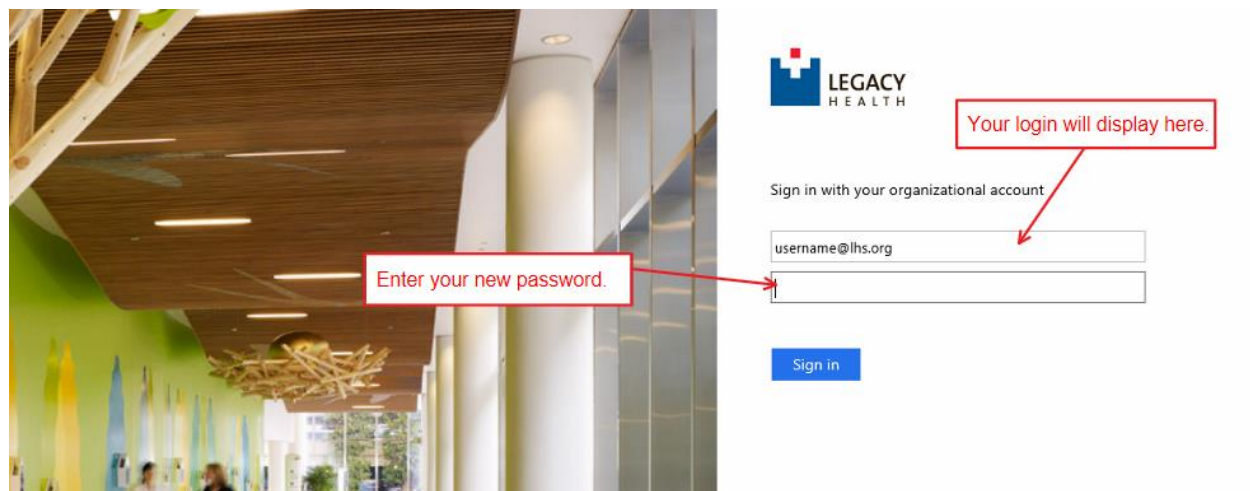 LEGACY
HEALTH
Your login will display here.
Sign in with your organizational account
username@lhs.org
Enter your new password.
Sign in